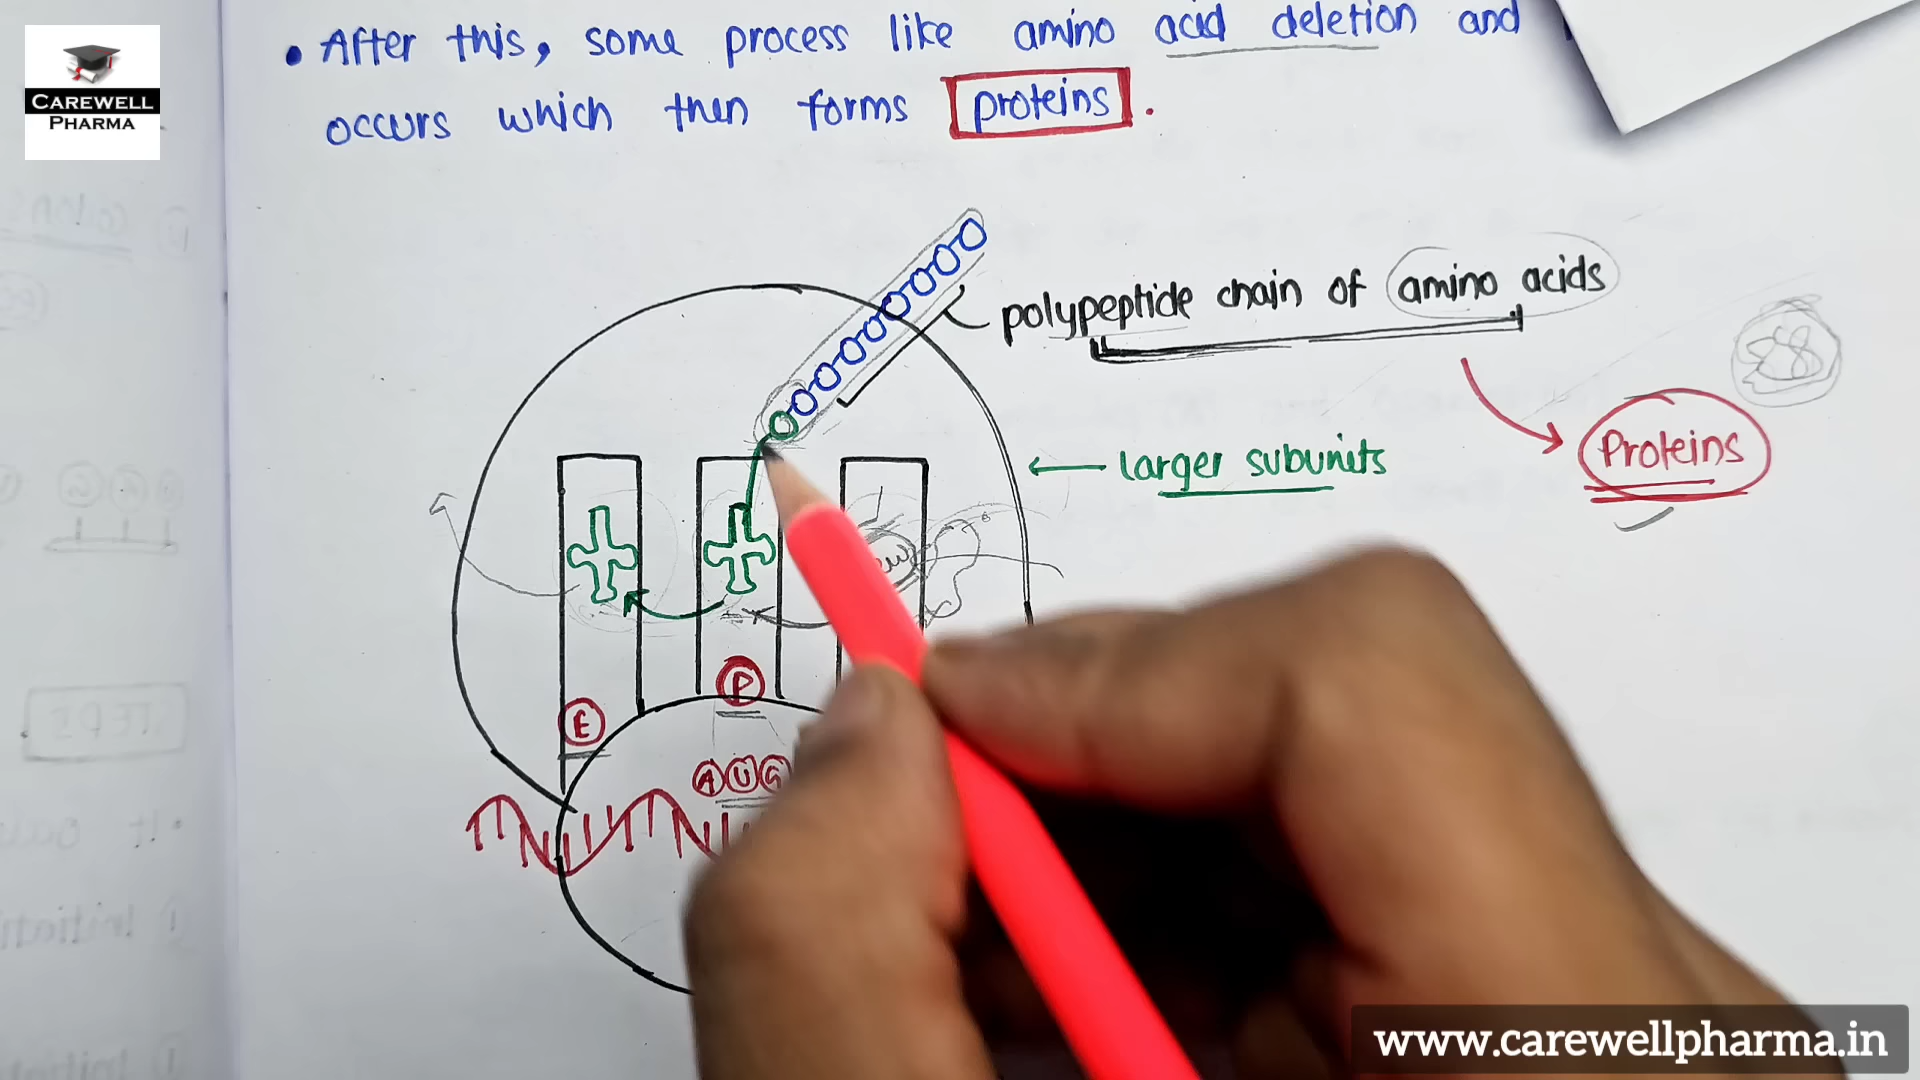 • After this, some process like amino acid deletion and
occurs which then forms proteins.
CAREWELL
PHARMA
polypeptide chain of amino acids
larger subunits
Proteins
P
E
AUG
www.carewellpharma.in